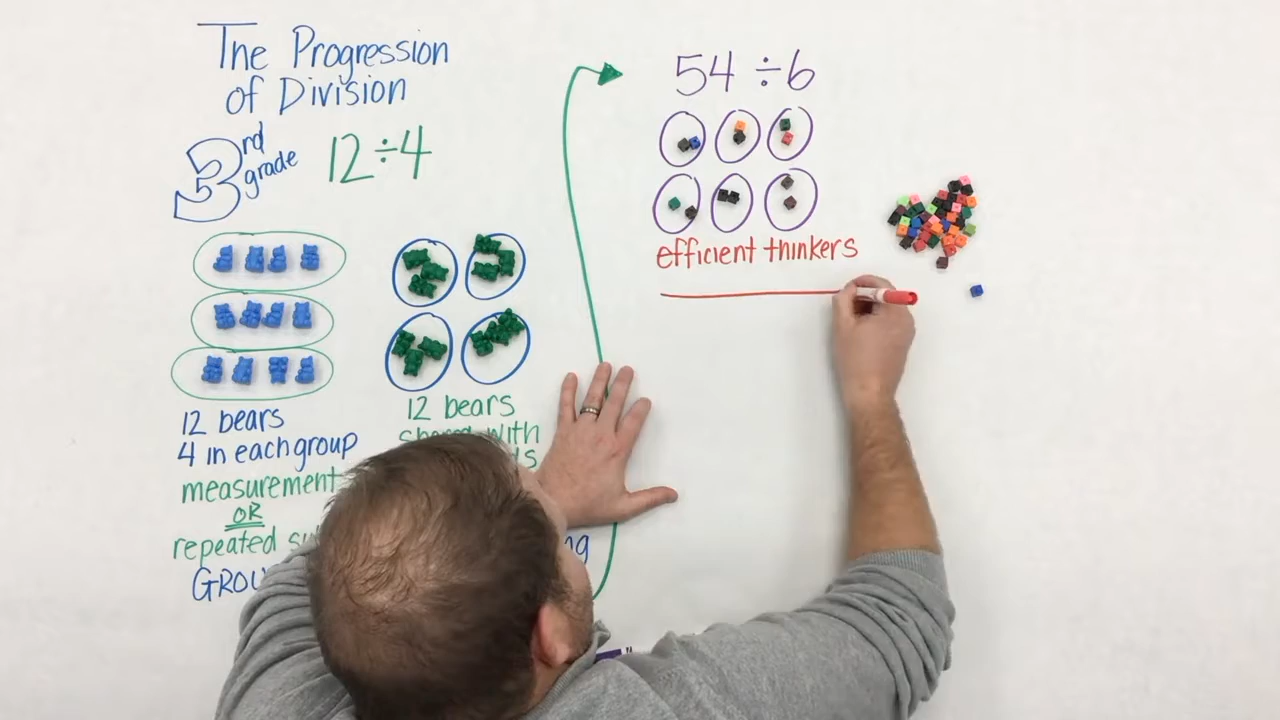 The Progression
of Division
3rd
grade
12÷4
12 bears
4 in each group
measurement
OR
repeated
12 bears
with
54÷6
efficient thinkers